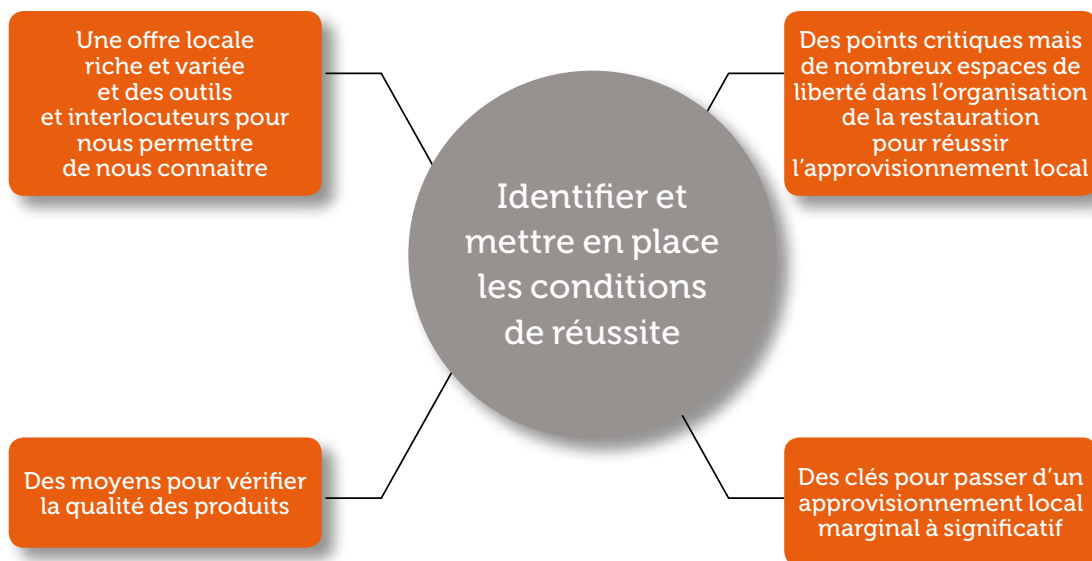 Une offre locale
riche et variée
et des outils
et interlocuteurs pour
nous permettre
de nous connaitre
Des points critiques mais
de nombreux espaces de
liberté dans l'organisation
de la restauration
pour réussir
l'approvisionnement local
Identifier et
mettre en place
les conditions
de réussite
Des moyens pour vérifier
la qualité des produits
Des clés pour passer d'un
approvisionnement local
marginal à significatif